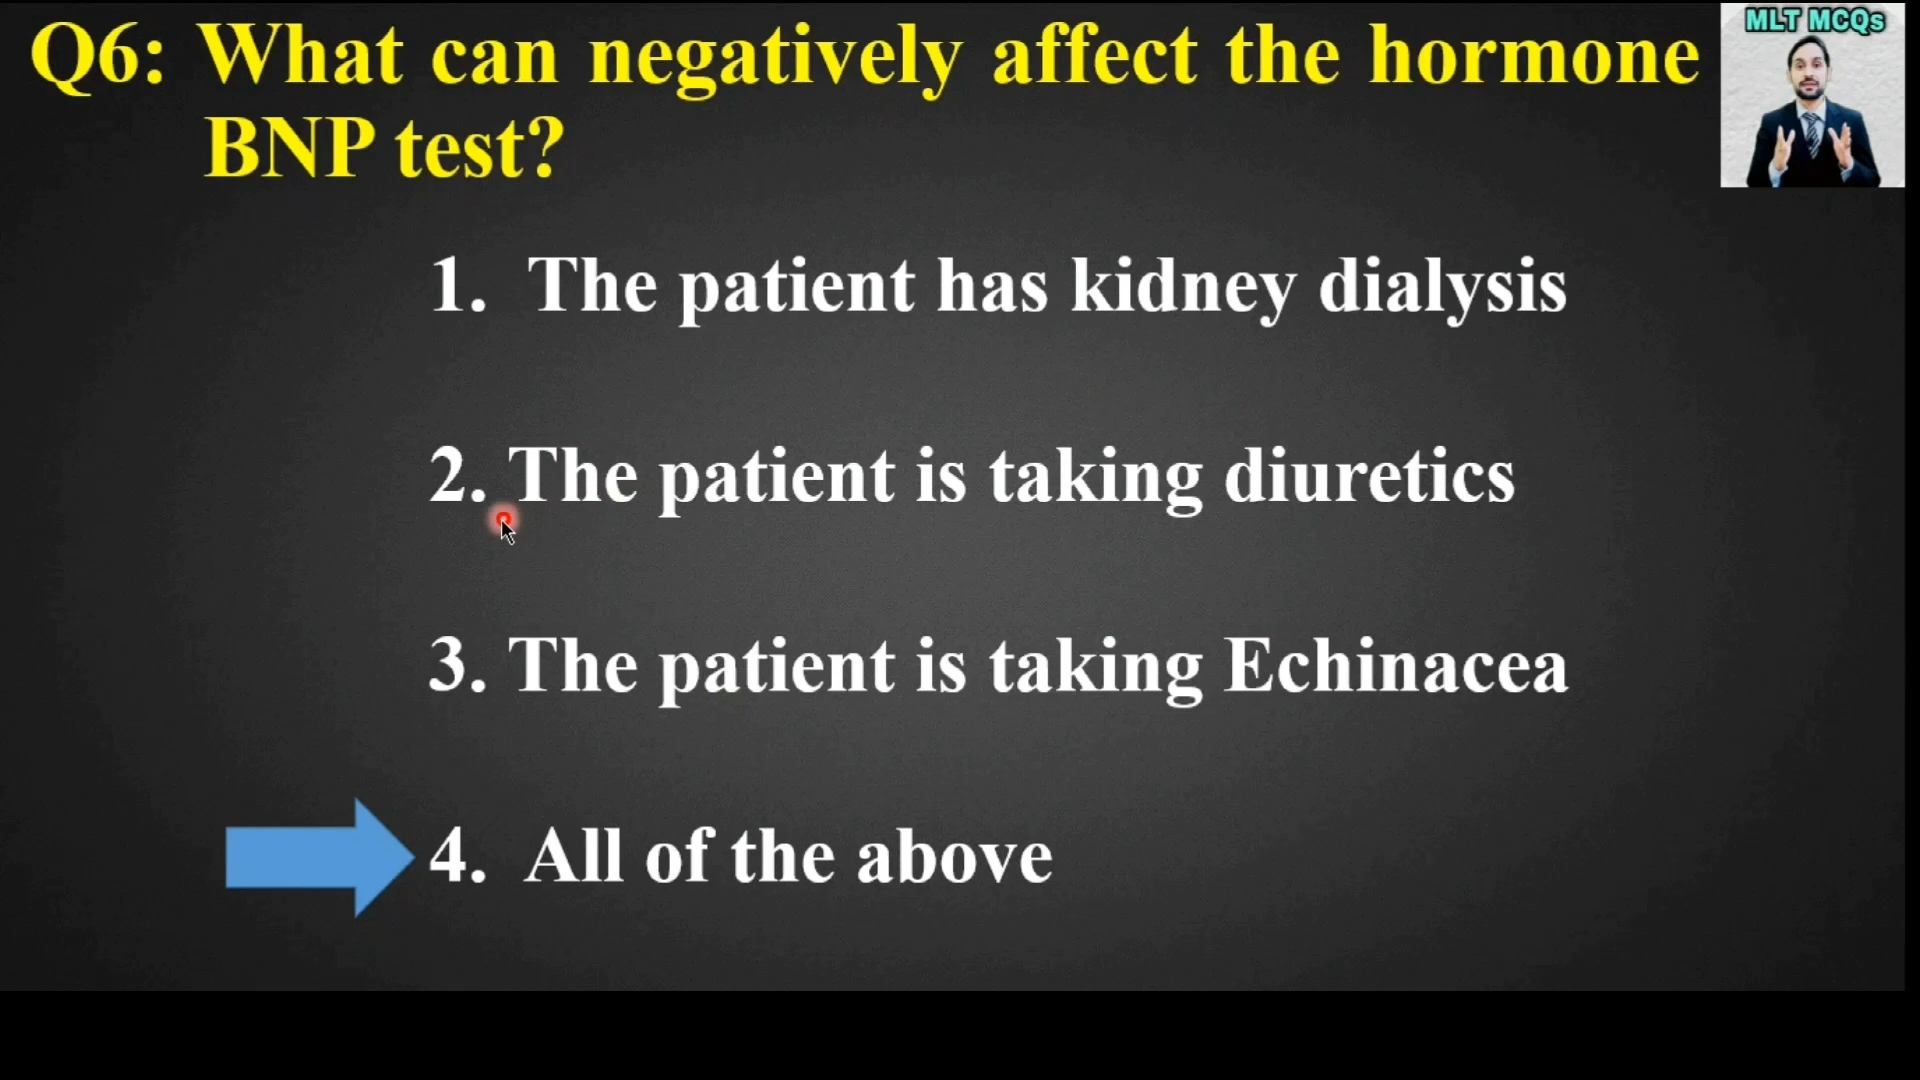 MLT MCQs
Q6: What can negatively affect the hormone
BNP test?
1. The patient has kidney dialysis
2. The patient is taking diuretics
3. The patient is taking Echinacea
4. All of the above